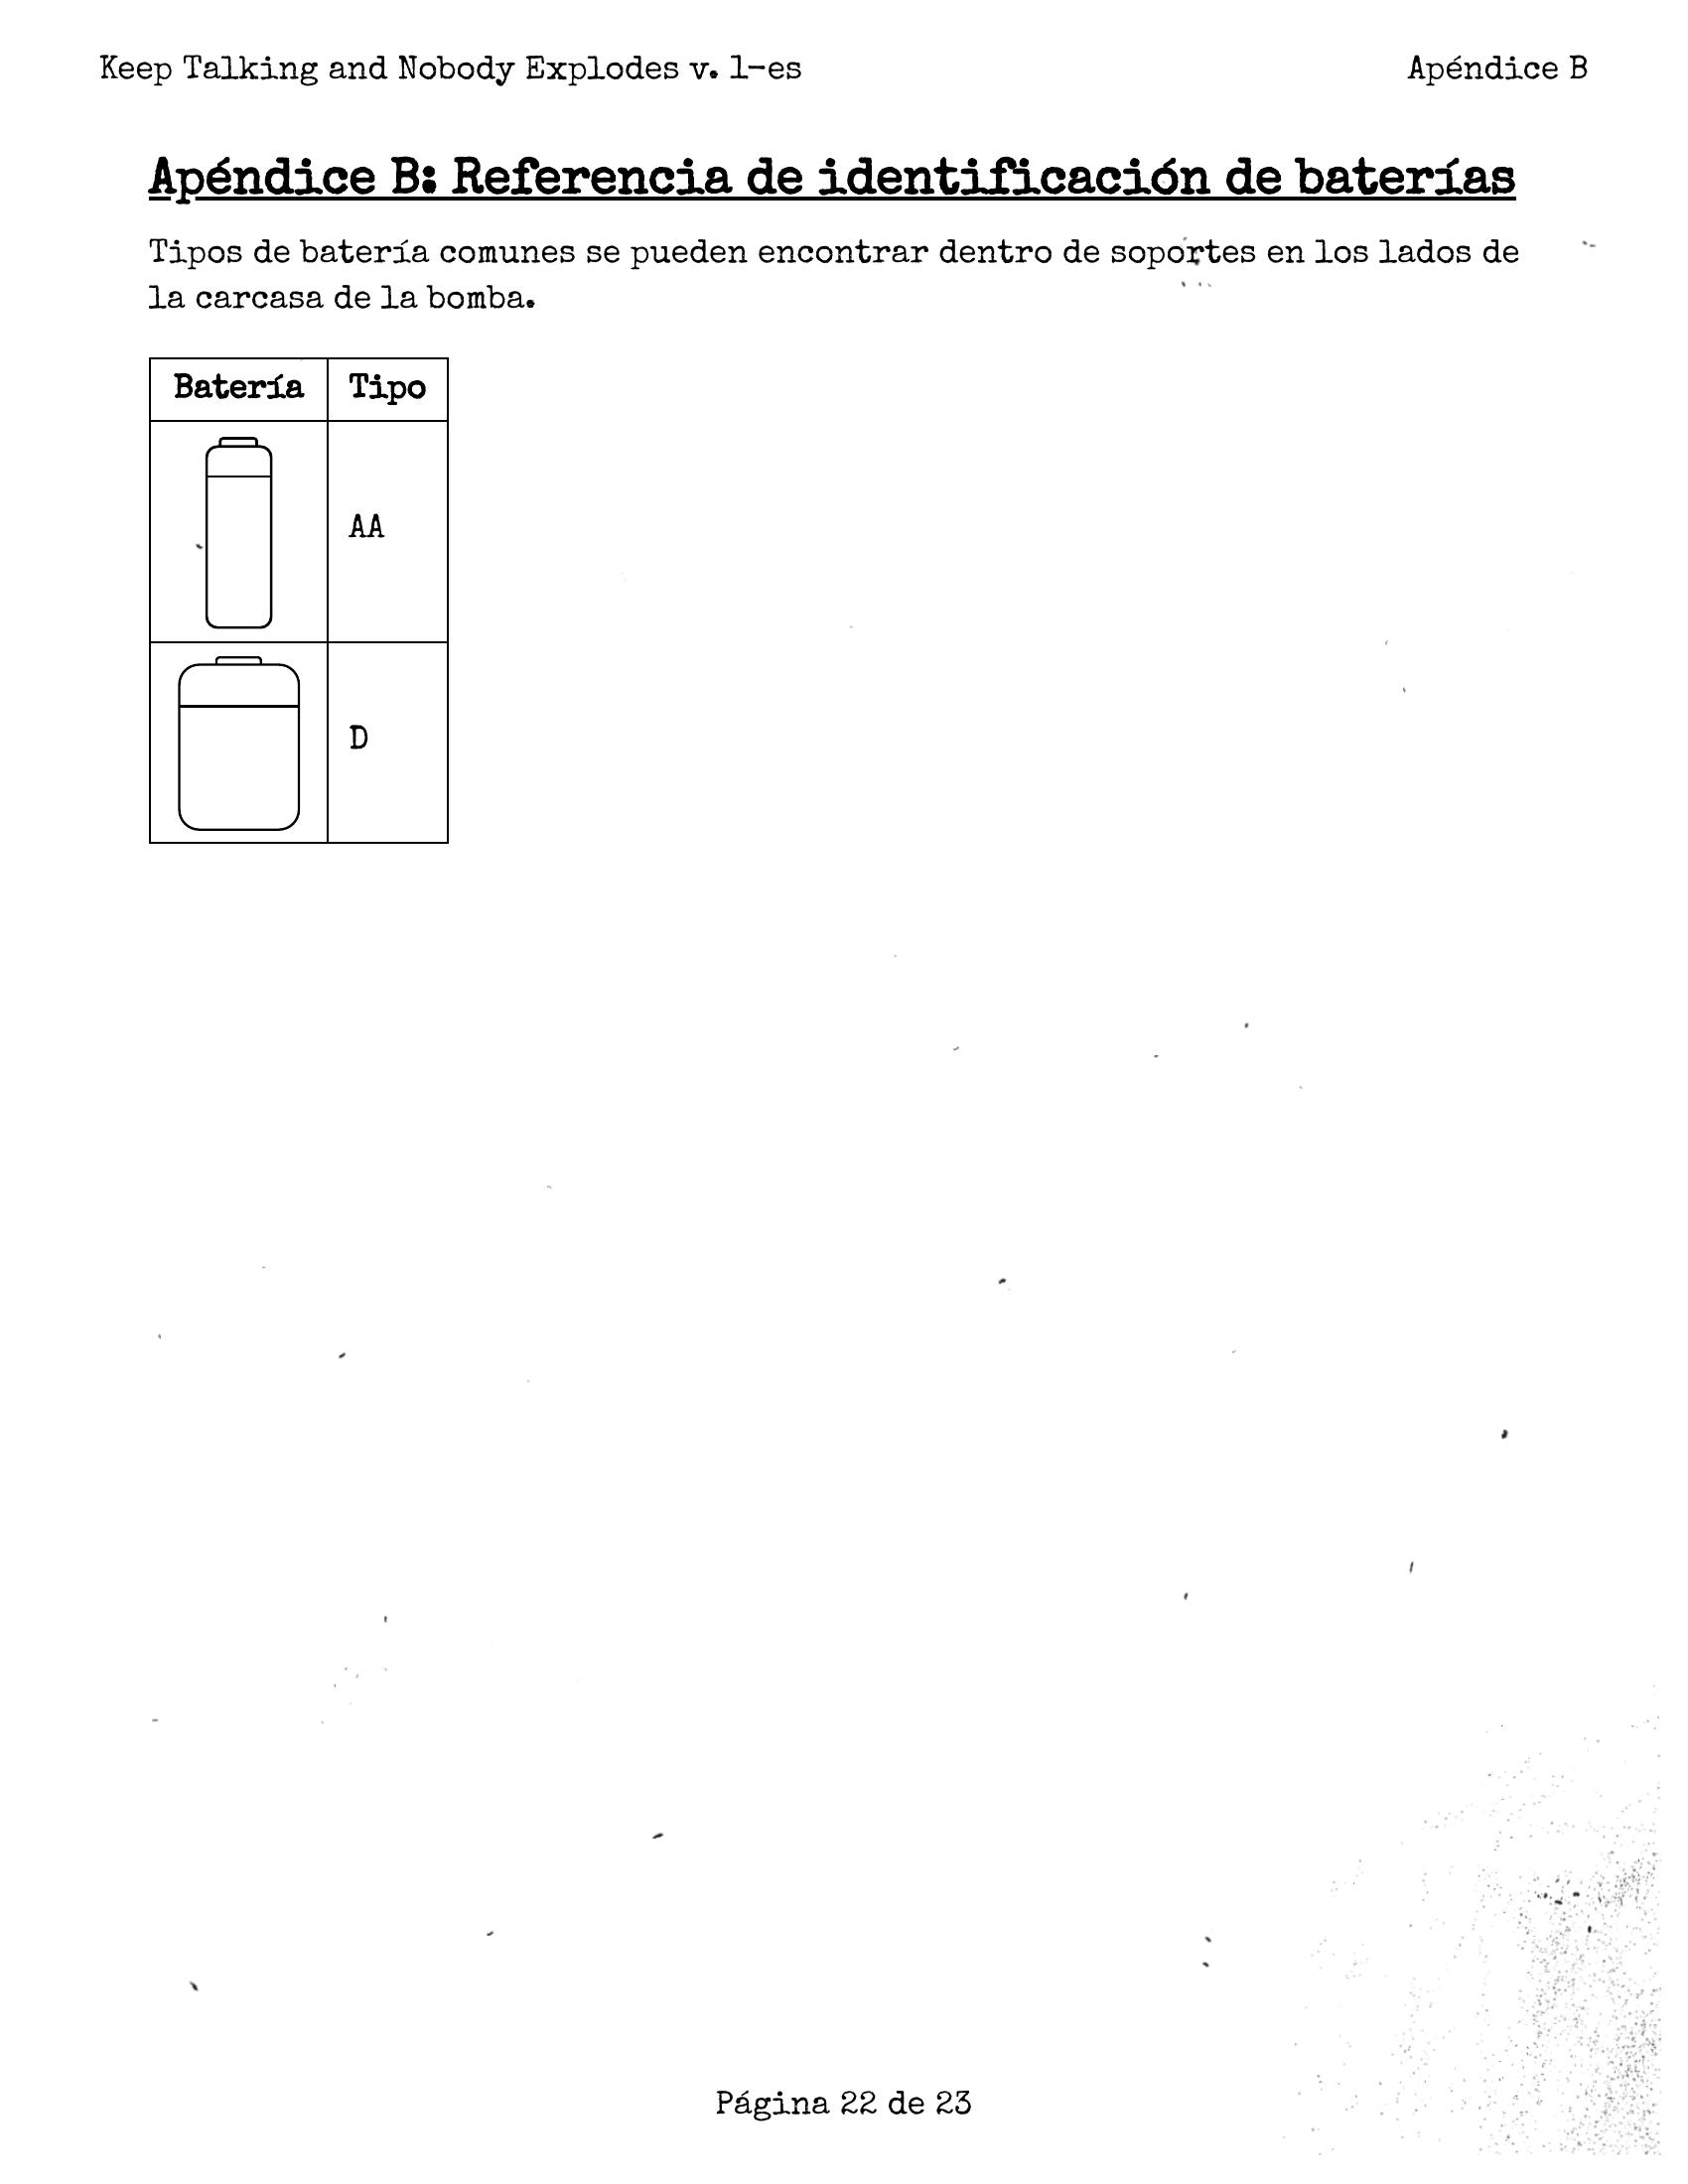 Keep Talking and Nobody Explodes v. 1-es
Apéndice B
Apéndice B: Referencia de identificación de baterías
Tipos de batería comunes se pueden encontrar dentro de soportes en los lados de
la carcasa de la bomba.
Batería Tipo
AA
D
Página 22 de 23